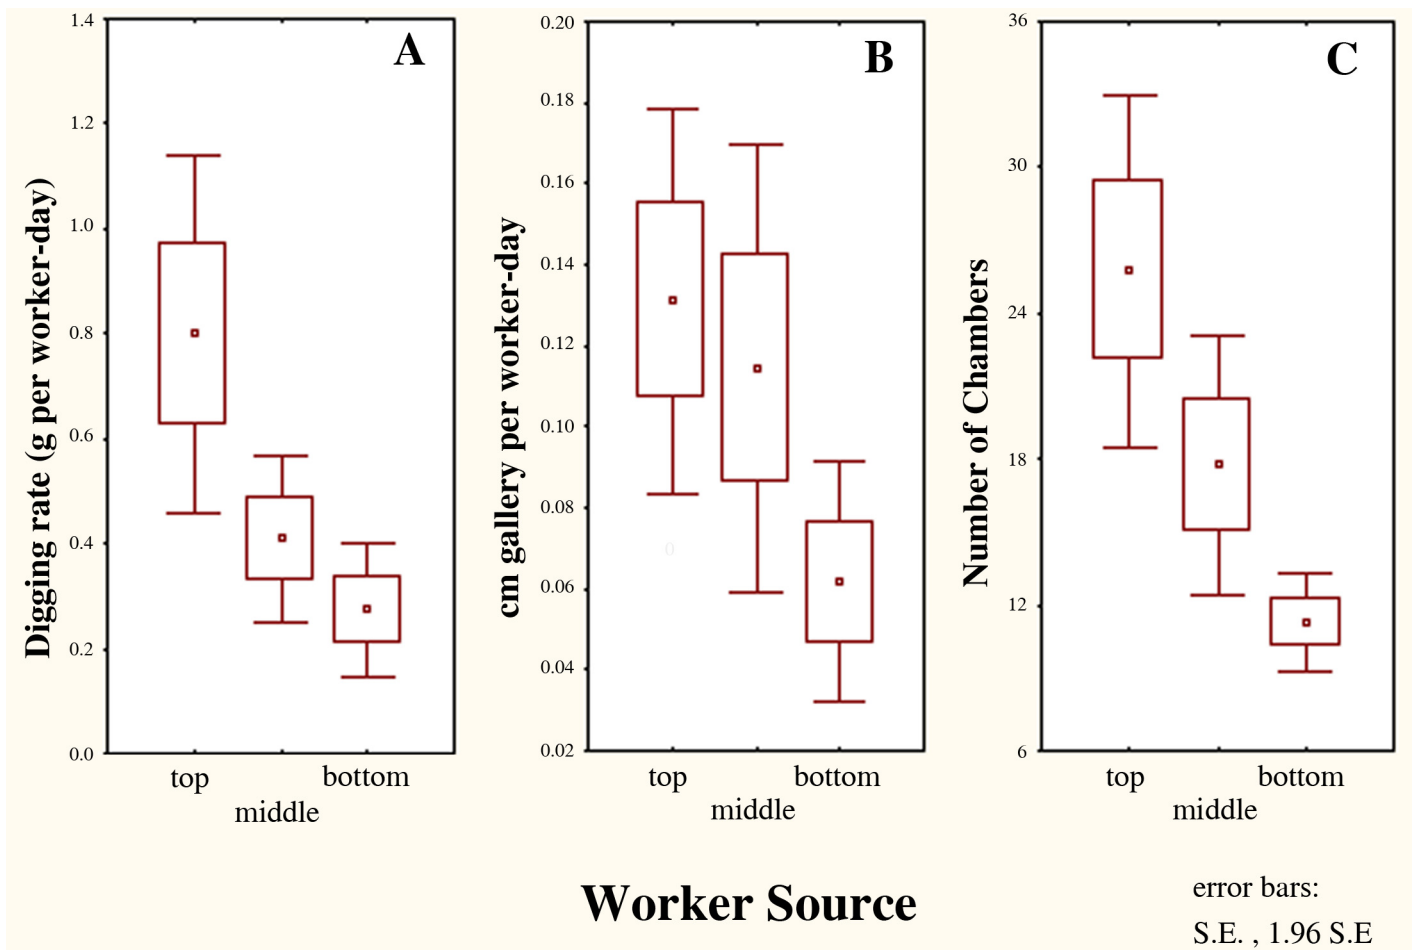 A
Digging rate (g per worker-day)
1.4
1.2
1.0
0.8
0.6
0.4
0.2
0.0
top
middle
bottom
B
cm gallery per worker-day
0.20
0.18
0.16
0.14
0.12
0.10
0.08
0.06
0.04
0.02
0
top
middle
bottom
C
Number of Chambers
36
30
24
18
12
6
top
middle
bottom
Worker Source
error bars:
S.E. , 1.96 S.E